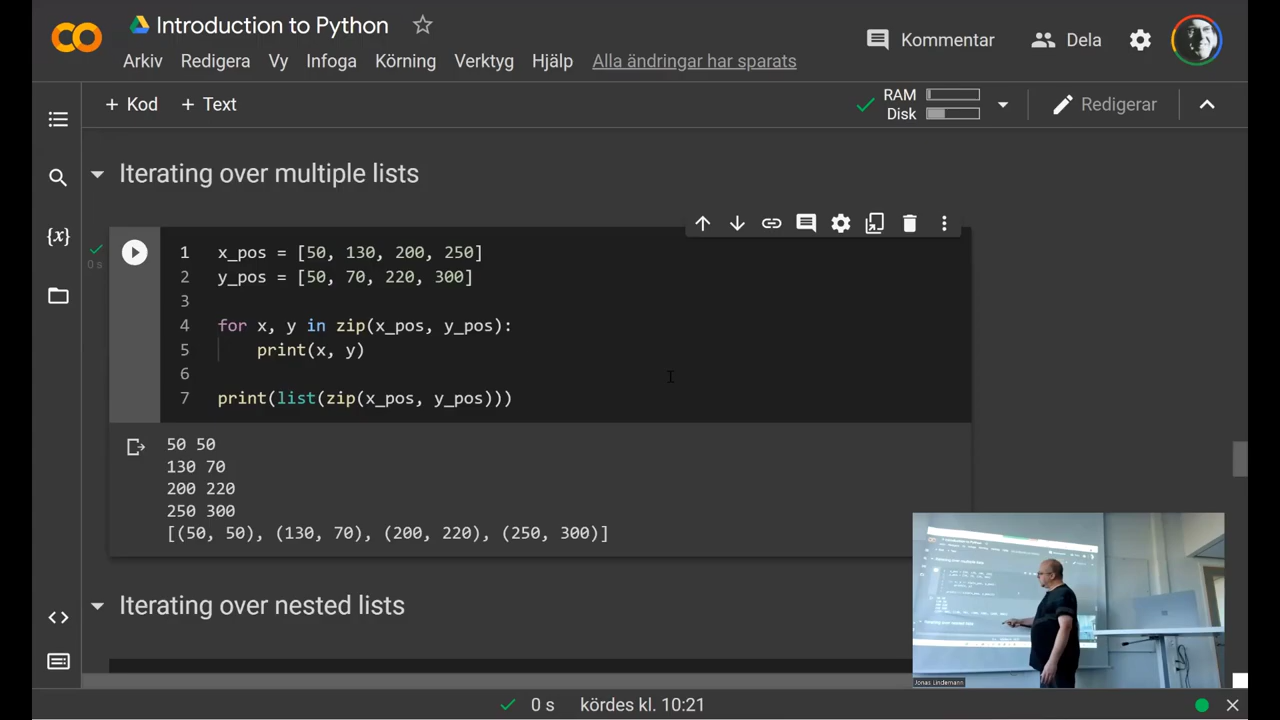 Introduction to Python
Kommentar
Dela
Arkiv Redigera Vy Infoga Körning Verktyg Hjälp Alla ändringar har sparats
+ Kod + Text
RAM
Disk
Redigerar
Iterating over multiple lists
{x}
0 s
1 x_pos = [50, 130, 200, 250]
2 y_pos = [50, 70, 220, 300]
3
4 for x, y in zip(x_pos, y_pos):
5 print(x, y)
6
7 print(list(zip(x_pos, y_pos)))
50 50
130 70
200 220
250 300
[(50, 50), (130, 70), (200, 220), (250, 300)]
Iterating over nested lists
Jonas Lindemann
0 s kördes kl. 10:21